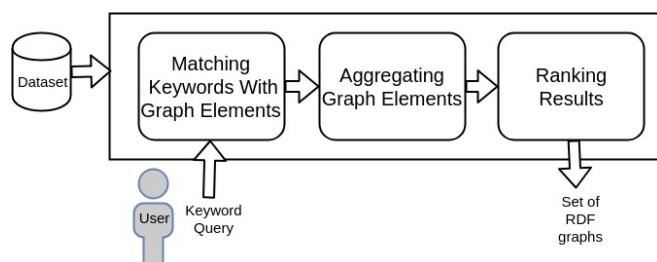 Dataset
Matching
Keywords With
Graph Elements
Aggregating
Graph Elements
Ranking
Results
User
Keyword
Query
Set of
RDF
graphs